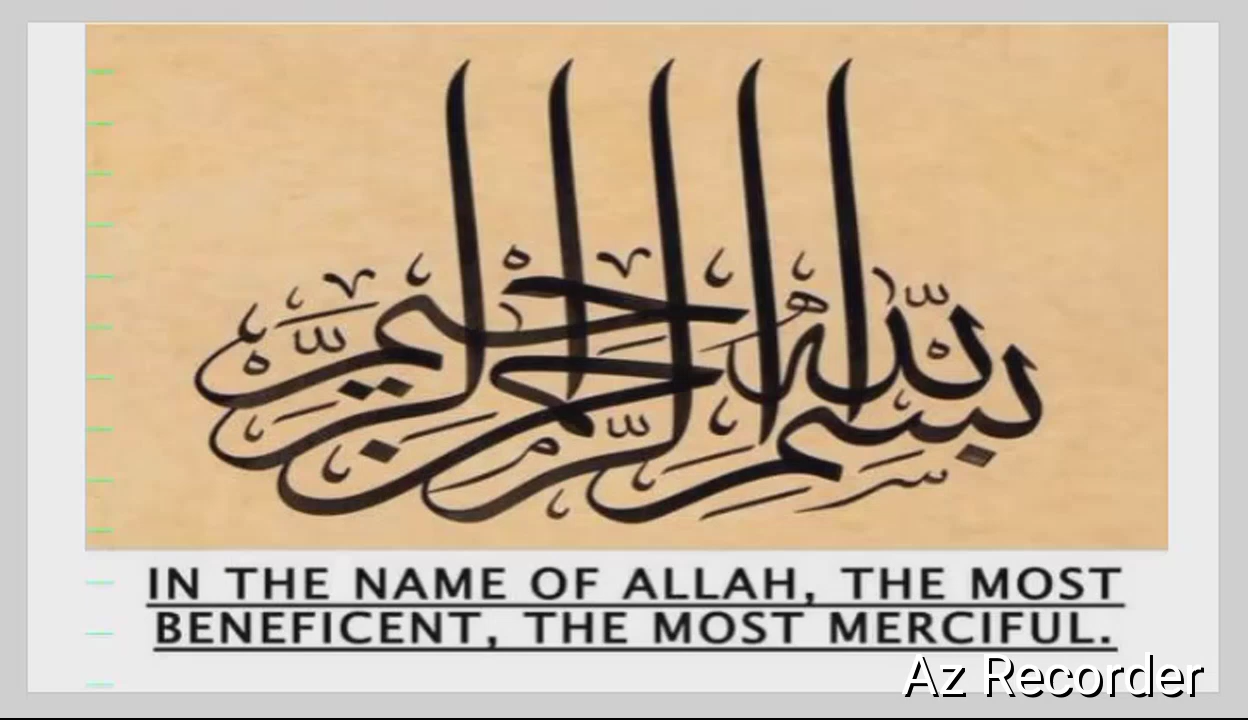 بسم الله الرحمن الرحيم
IN THE NAME OF ALLAH, THE MOST
BENEFICENT, THE MOST MERCIFUL.
Az Recorder